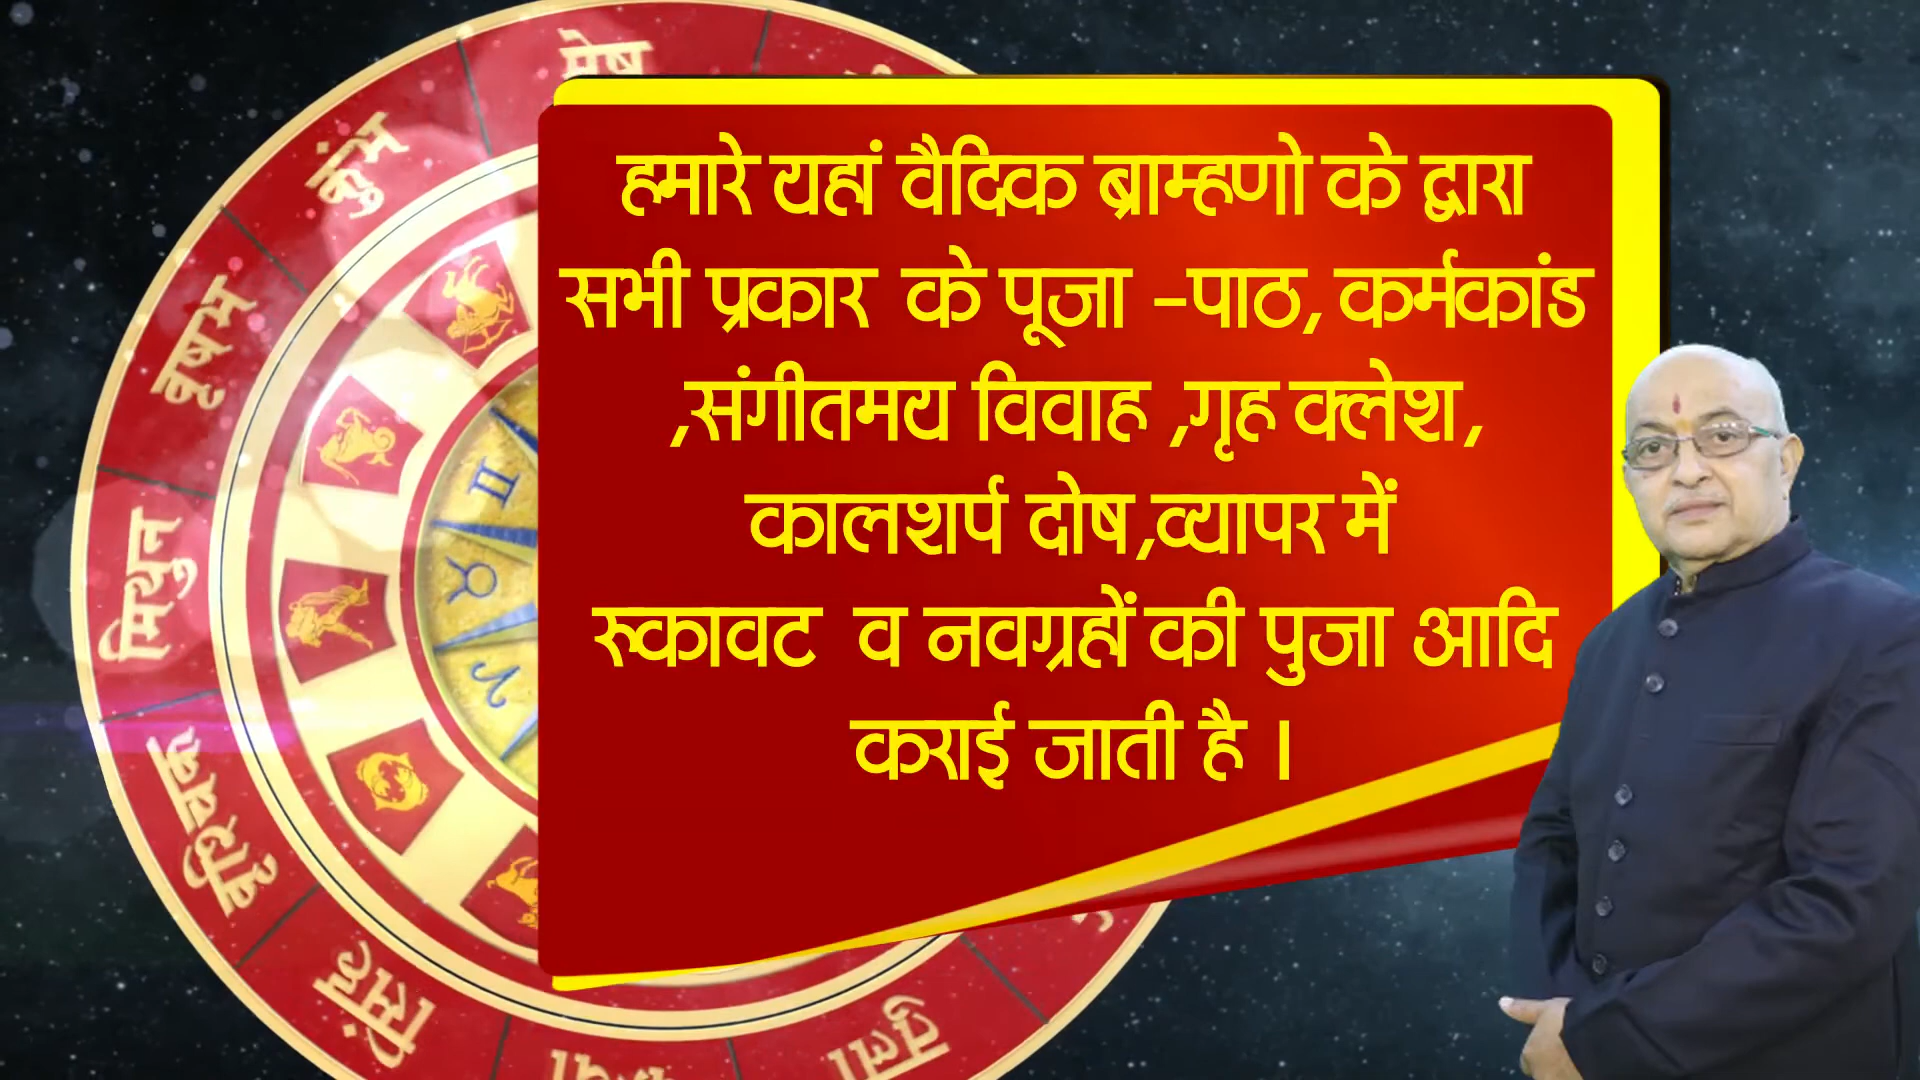 हमारे यहां वैदिक ब्राम्हणो के द्वारा
सभी प्रकार के पूजा -पाठ, कर्मकांड
,संगीतमय विवाह ,गृह क्लेश,
कालशर्प दोष,व्यापर में
रुकावट व नवग्रहों की पुजा आदि
कराई जाती है ।
मेष
कुंभ
वृषभ
मिथुन
वृश्चिक
सिंह
तुला